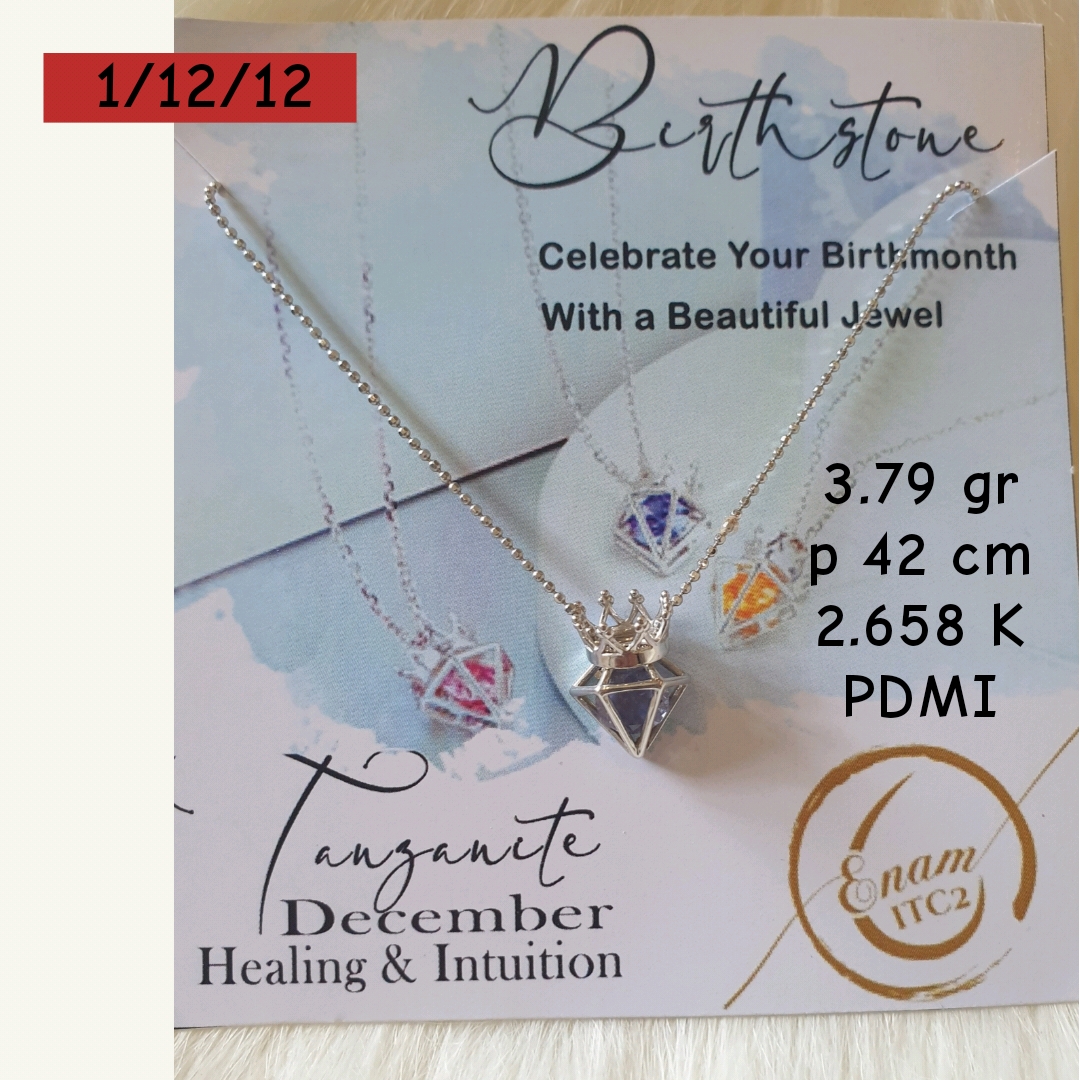 1/12/12
Birthstone
Celebrate Your Birthmonth
With a Beautiful Jewel
3.79 gr
p 42 cm
2.658 K
PDMI
Tanzanite
December
Healing & Intuition
Enam
ITC2